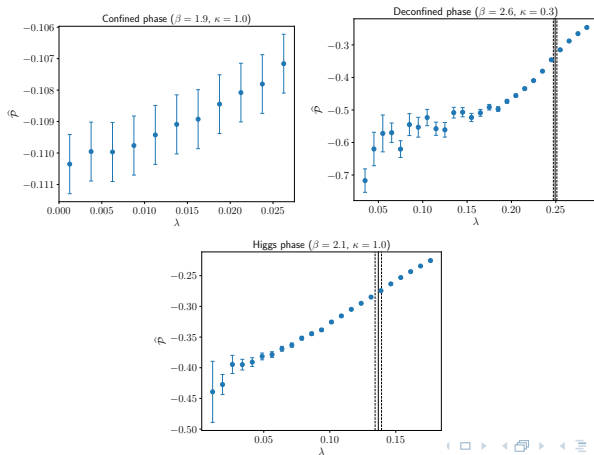 Confined phase (β = 1.9, κ = 1.0)
−0.106
−0.107
−0.108
−0.109
−0.110
−0.111
p̂
0.000 0.005 0.010 0.015 0.020 0.025
λ
Deconfined phase (β = 2.6, κ = 0.3)
−0.3
−0.4
−0.5
−0.6
−0.7
p̂
0.05 0.10 0.15 0.20 0.25
λ
Higgs phase (β = 2.1, κ = 1.0)
−0.25
−0.30
−0.35
−0.40
−0.45
−0.50
p̂
0.05 0.10 0.15
λ